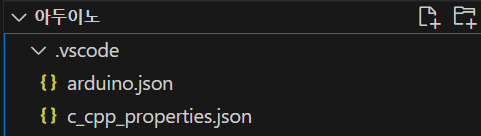 아두이노
.vscode
{} arduino.json
{} c_cpp_properties.json